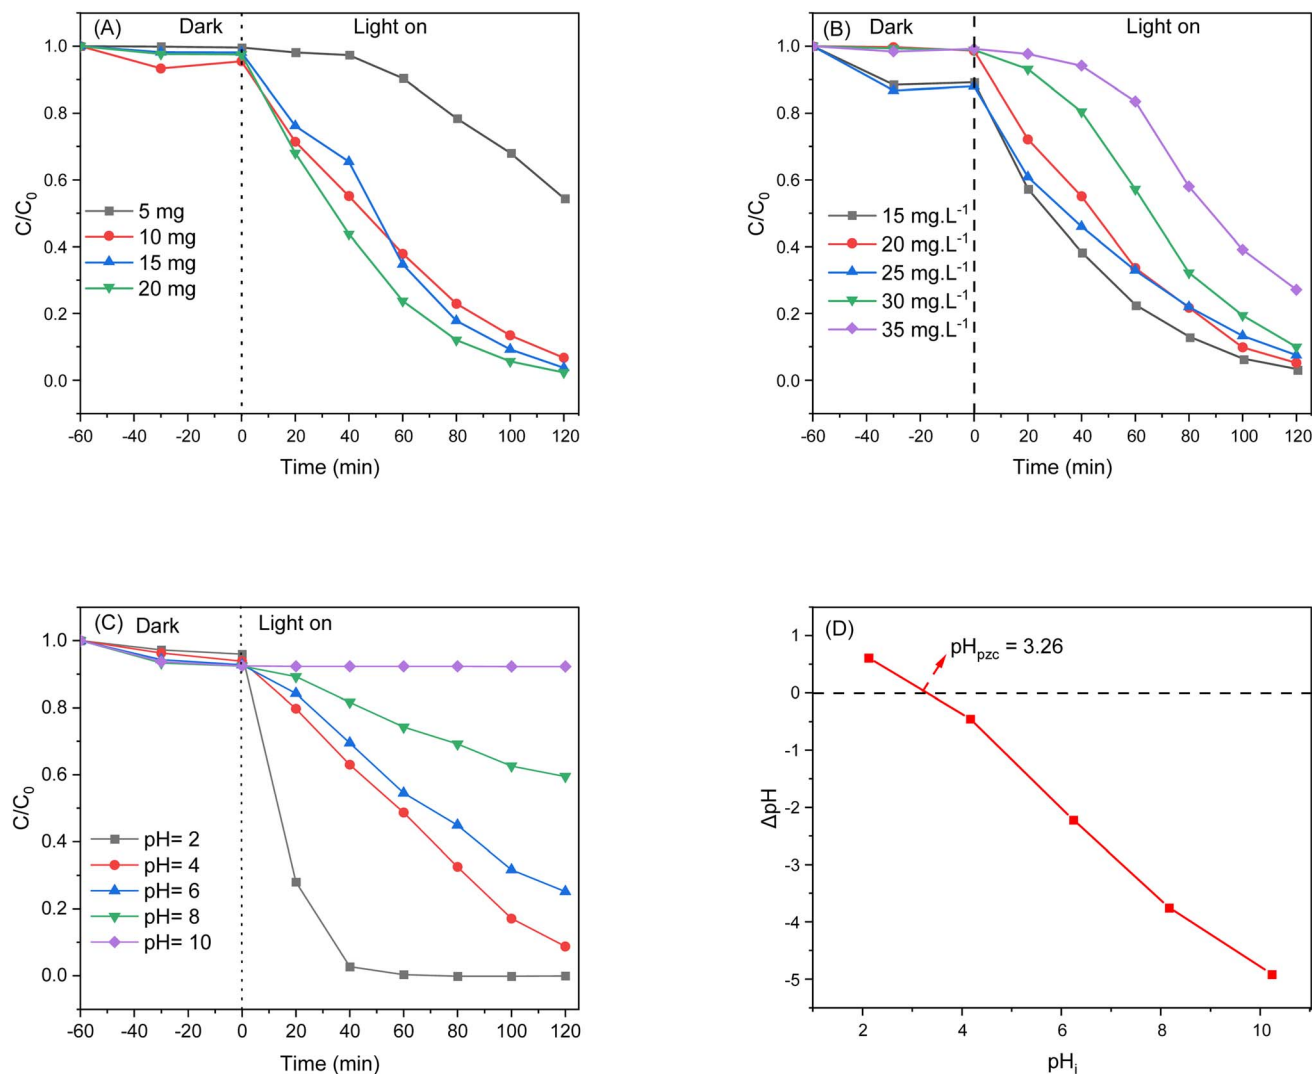 (A)
Dark
Light on
1.0
0.8
0.6
0.4
0.2
0.0
C/C₀
5 mg
10 mg
15 mg
20 mg
-60 -40 -20 0 20 40 60 80 100 120
Time (min)
(B)
Dark
Light on
1.0
0.8
0.6
0.4
0.2
0.0
C/C₀
15 mg.L⁻¹
20 mg.L⁻¹
25 mg.L⁻¹
30 mg.L⁻¹
35 mg.L⁻¹
-60 -40 -20 0 20 40 60 80 100 120
Time (min)
(C)
Dark
Light on
1.0
0.8
0.6
0.4
0.2
0.0
C/C₀
pH= 2
pH= 4
pH= 6
pH= 8
pH= 10
-60 -40 -20 0 20 40 60 80 100 120
Time (min)
(D)
pHpzc = 3.26
1
0
-1
-2
-3
-4
-5
ΔpH
2 4 6 8 10
pHᵢ